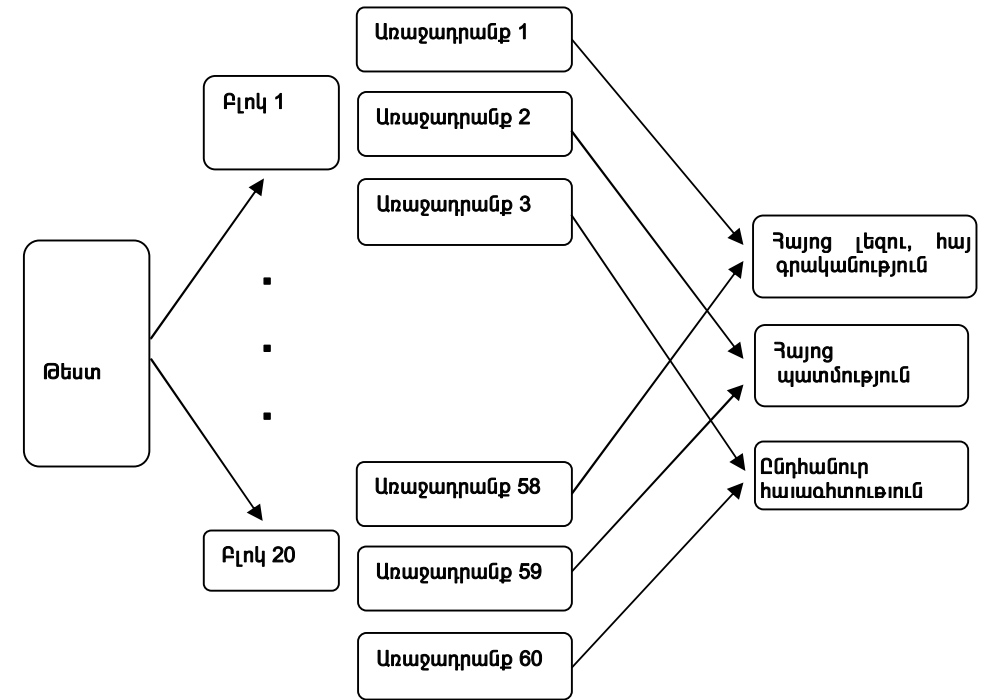 Թեստ
Բլոկ 1
Բլոկ 20
Առաջադրանք 1
Առաջադրանք 2
Առաջադրանք 3
Առաջադրանք 58
Առաջադրանք 59
Առաջադրանք 60
Հայոց լեզու, հայ
գրականություն
Հայոց
պատմություն
Ընդհանուր
հայագիտություն